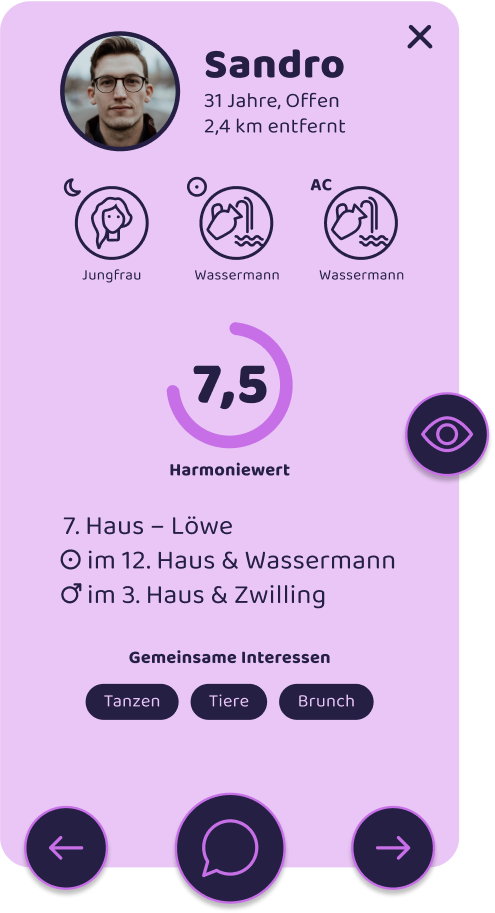 Sandro
31 Jahre, Offen
2,4 km entfernt
AC
Jungfrau
Wassermann
Wassermann
7,5
Harmoniewert
7. Haus – Löwe
☉ im 12. Haus & Wassermann
♂ im 3. Haus & Zwilling
Gemeinsame Interessen
Tanzen
Tiere
Brunch